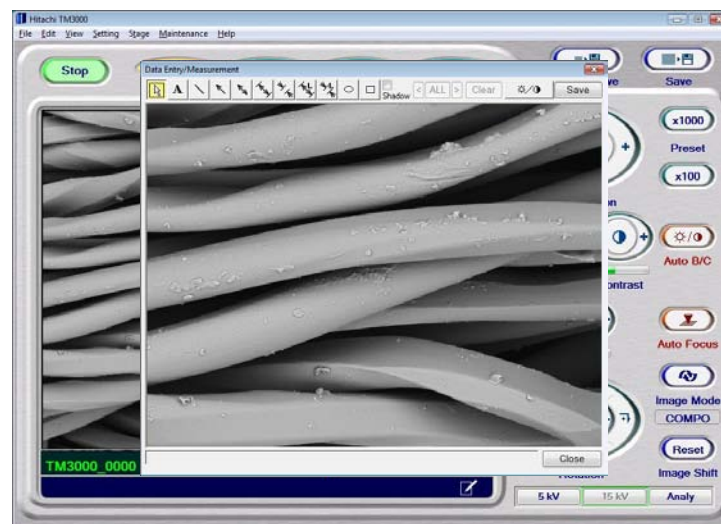 Hitachi TM3000
File Edit View Setting Stage Maintenance Help
Stop
Data Entry/Measurement
A
Shadow
< ALL >
Clear
Save
Save
x1000
Preset
x100
Auto B/C
Auto Focus
Image Mode
COMPO
Reset
Image Shift
TM3000_0000
Close
5 kV 15 kV Analy